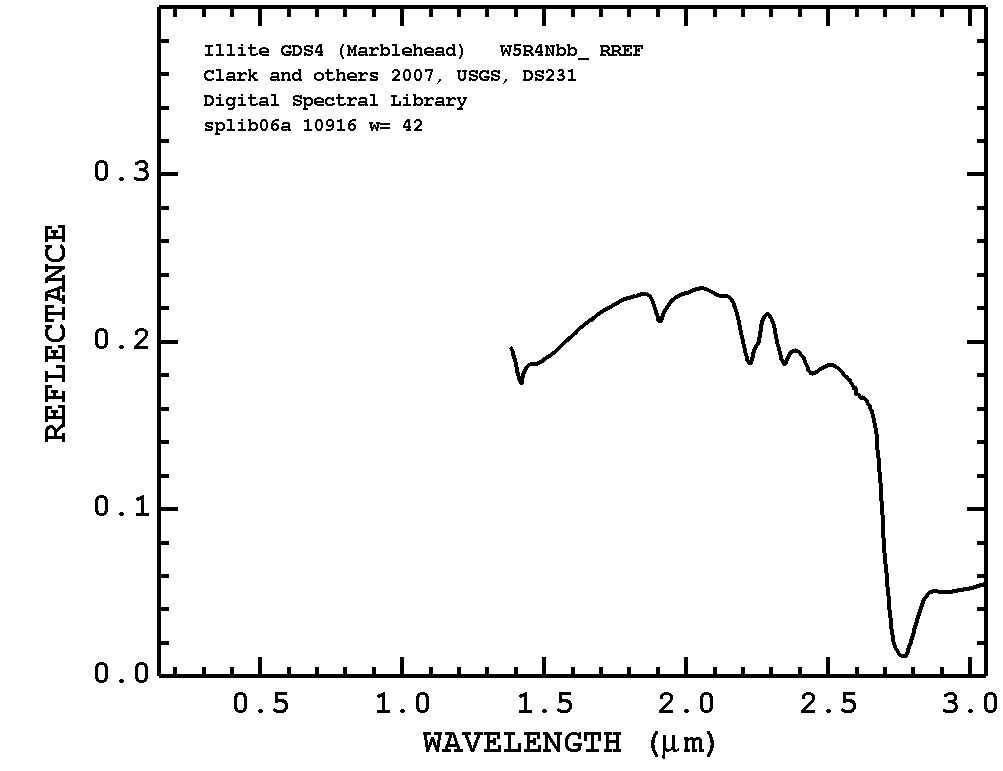 Illite GDS4 (Marblehead) W5R4Nbb_ RREF
Clark and others 2007, USGS, DS231
Digital Spectral Library
splib06a 10916 w= 42
0.3
0.2
0.1
0.0
REFLECTANCE
0.5 1.0 1.5 2.0 2.5 3.0
WAVELENGTH (μm)